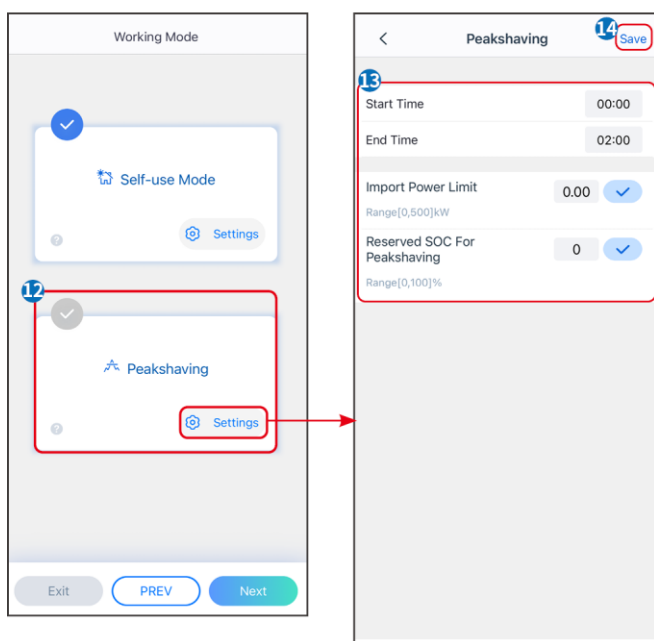 Working Mode
Self-use Mode
?
Settings
12
Peakshaving
?
Settings
Exit
PREV
Next
Peakshaving
14
Save
13
Start Time
00:00
End Time
02:00
Import Power Limit
0.00
Range[0,500]kW
Reserved SOC For
Peakshaving
0
Range[0,100]%